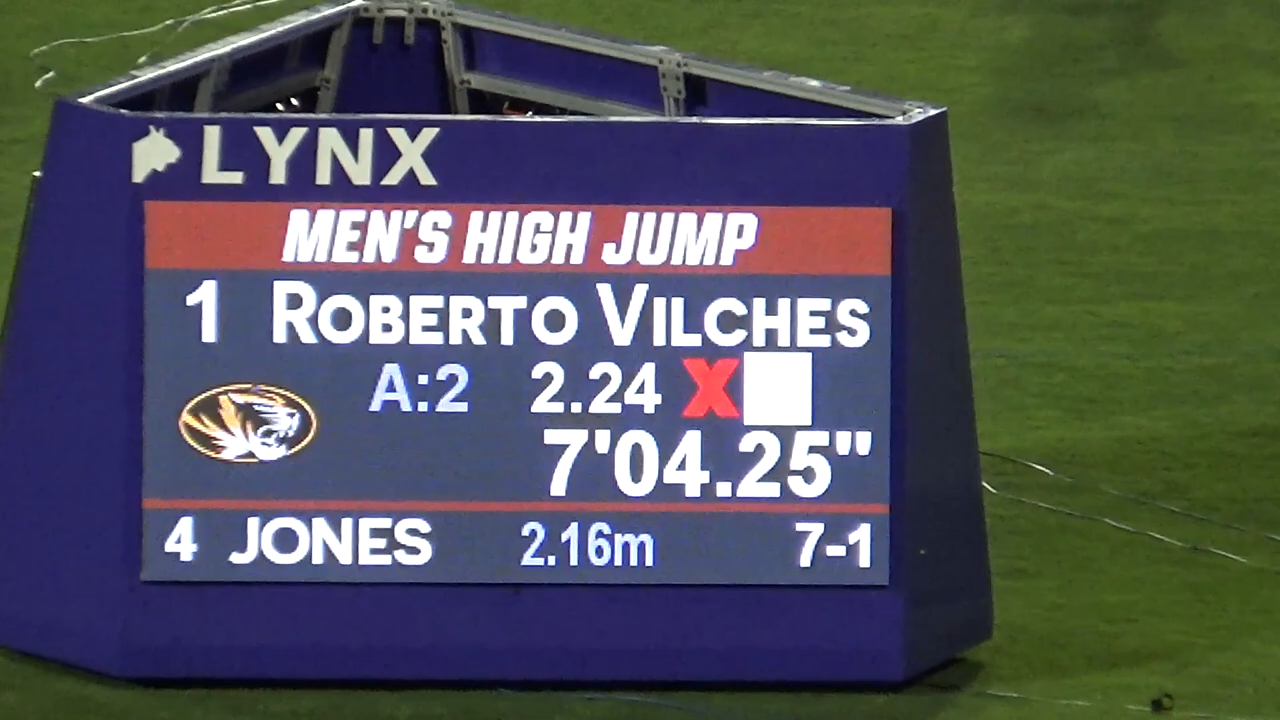 LYNX
MEN'S HIGH JUMP
1 ROBERTO VILCHES
A:2 2.24 X
7'04.25"
4 JONES 2.16m 7-1